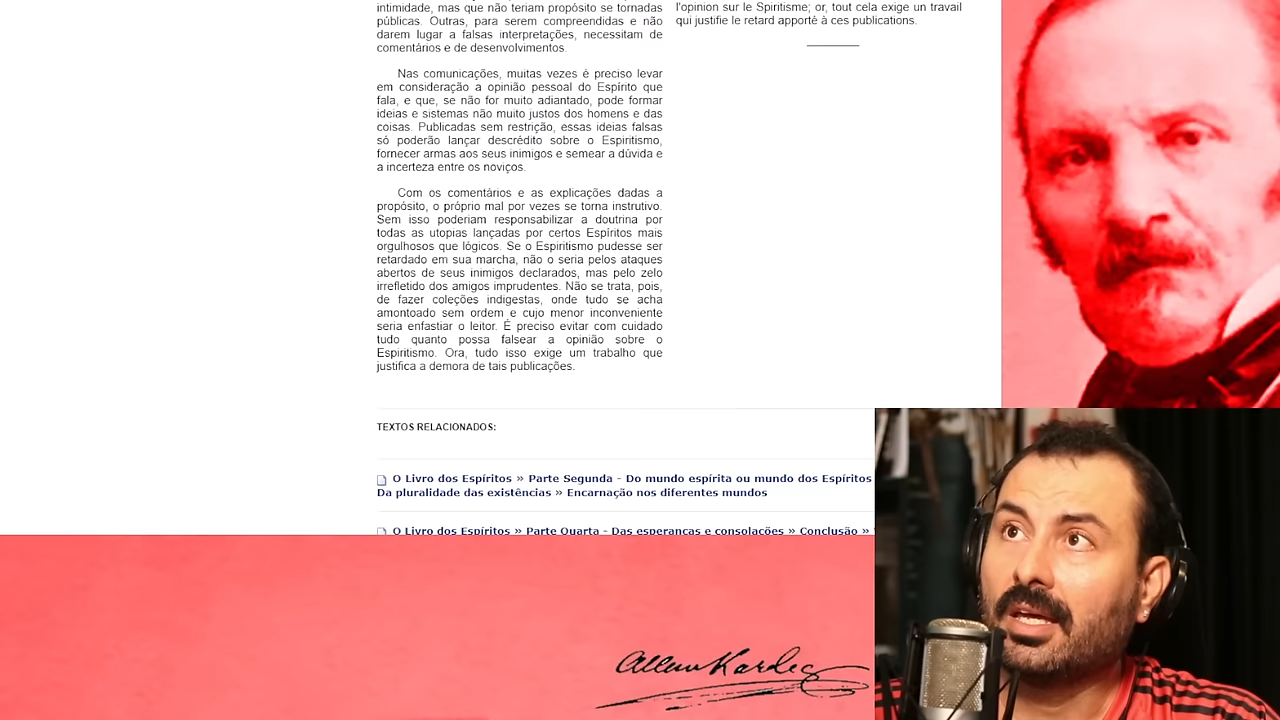 intimidade, mas que não teriam propósito se tornadas
públicas. Outras, para serem compreendidas e não
darem lugar a falsas interpretações, necessitam de
comentários e de desenvolvimentos.
Nas comunicações, muitas vezes é preciso levar
em consideração a opinião pessoal do Espírito que
fala, e que, se não for muito adiantado, pode formar
ideias e sistemas não muito justos dos homens e das
coisas. Publicadas sem restrição, essas ideias falsas
só poderão lançar descrédito sobre o Espiritismo,
fornecer armas aos seus inimigos e semear a dúvida e
a incerteza entre os noviços.
Com os comentários e as explicações dadas a
propósito, o próprio mal por vezes se torna instrutivo.
Sem isso poderiam responsabilizar a doutrina por
todas as utopias lançadas por certos Espíritos mais
orgulhosos que lógicos. Se o Espiritismo pudesse ser
retardado em sua marcha, não o seria pelos ataques
abertos de seus inimigos declarados, mas pelo zelo
irrefletido dos amigos imprudentes. Não se trata, pois,
de fazer coleções indigestas, onde tudo se acha
amontoado sem ordem e cujo menor inconveniente
seria enfastiar o leitor. É preciso evitar com cuidado
tudo quanto possa falsear a opinião sobre o
Espiritismo. Ora, tudo isso exige um trabalho que
justifica a demora de tais publicações.
l'opinion sur le Spiritisme; or, tout cela exige un travail
qui justifie le retard apporté à ces publications.
TEXTOS RELACIONADOS:
O Livro dos Espíritos » Parte Segunda - Do mundo espírita ou mundo dos Espíritos
Da pluralidade das existências » Encarnação nos diferentes mundos
O Livro dos Espíritos » Parte Quarta - Das esperanças e consolações » Conclusão »
Allan Kardec